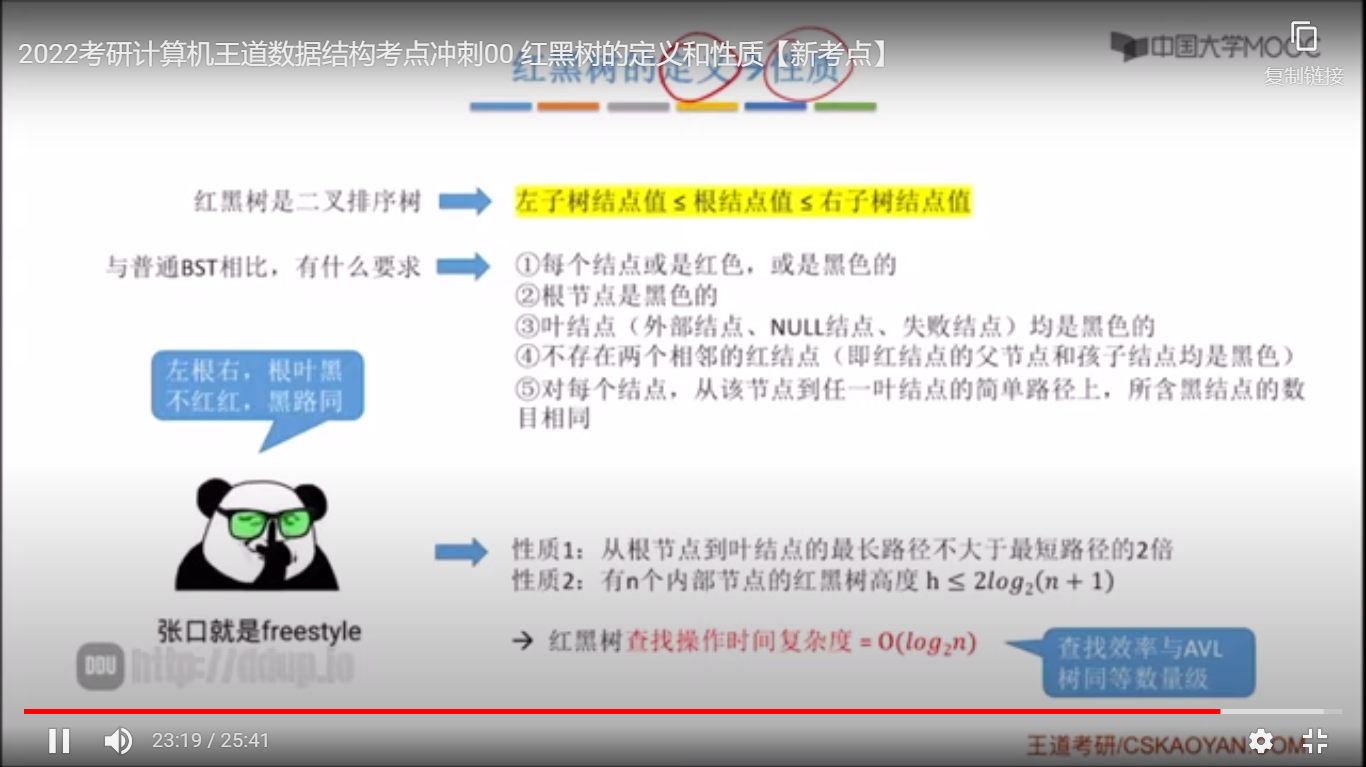 2022考研计算机王道数据结构考点冲刺00 红黑树的定义和性质【新考点】
红黑树的定义→性质
中国大学MOOC
复制链接
红黑树是二叉排序树
左子树结点值 ≤ 根结点值 ≤ 右子树结点值
与普通BST相比，有什么要求
①每个结点或是红色，或是黑色的
②根节点是黑色的
③叶结点（外部结点、NULL结点、失败结点）均是黑色的
④不存在两个相邻的红结点（即红结点的父节点和孩子结点均是黑色）
⑤对每个结点，从该节点到任一叶结点的简单路径上，所含黑结点的数
目相同
左根右，根叶黑
不红红，黑路同
性质1：从根节点到叶结点的最长路径不大于最短路径的2倍
性质2：有n个内部节点的红黑树高度 h ≤ 2log₂(n + 1)
张口就是freestyle
→ 红黑树查找操作时间复杂度 = O(log₂n)
查找效率与AVL
树同等数量级
DDU http://ddup.io
23:19 / 25:41
王道考研/CSKAOYAN.COM